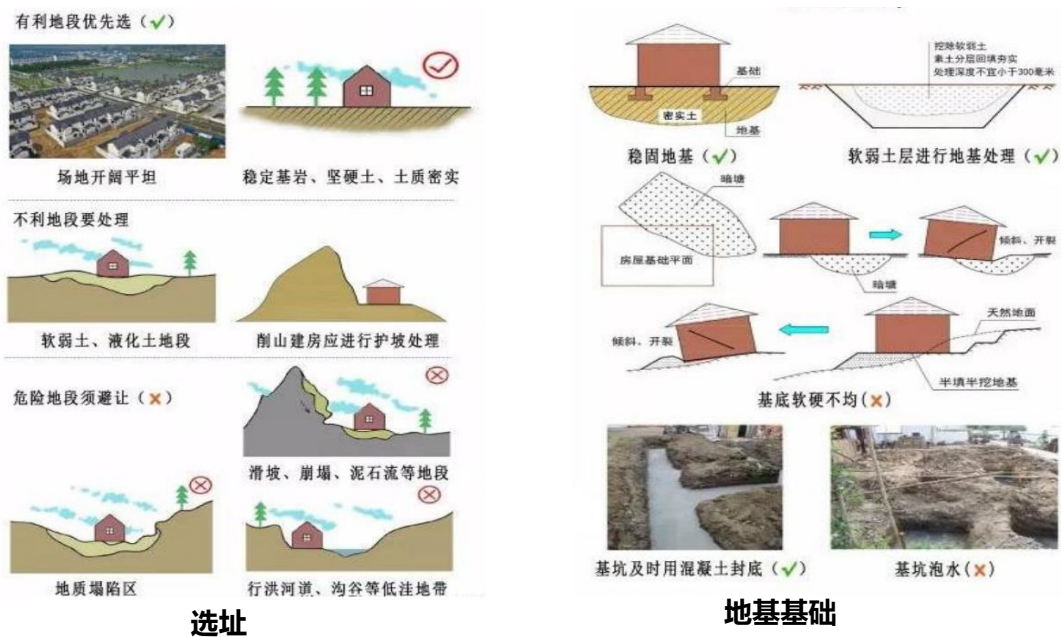 有利地段优先选（✓）
场地开阔平坦
稳定基岩、坚硬土、土质密实
不利地段要处理
软弱土、液化土地段
削山建房应进行护坡处理
危险地段须避让（×）
滑坡、崩塌、泥石流等地段
地质塌陷区
行洪河道、沟谷等低洼地带
选址
基础
密实土
地基
稳固地基（✓）
挖除软弱土
素土分层回填夯实
处理深度不宜小于300毫米
软弱土层进行地基处理（✓）
暗塘
房屋基础平面
暗塘
倾斜、开裂
倾斜、开裂
天然地面
半填半挖地基
基底软硬不均(×)
基坑及时用混凝土封底（✓）
基坑泡水(×)
地基基础